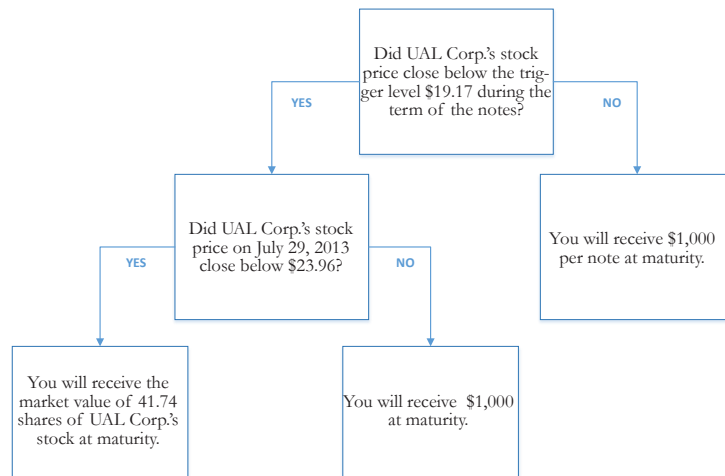 Did UAL Corp.'s stock
price close below the trig-
ger level $19.17 during the
term of the notes?
YES
NO
Did UAL Corp.'s stock
price on July 29, 2013
close below $23.96?
You will receive $1,000
per note at maturity.
YES
NO
You will receive the
market value of 41.74
shares of UAL Corp.'s
stock at maturity.
You will receive $1,000
at maturity.